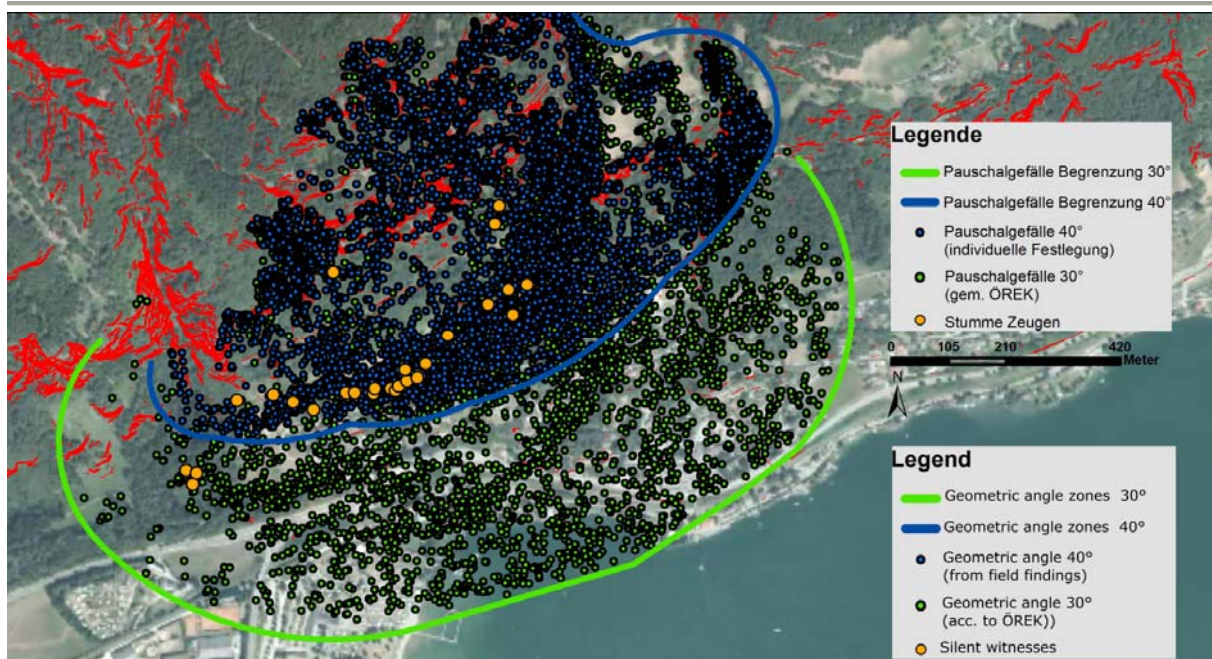 Legende
Pauschalgefälle Begrenzung 30°
Pauschalgefälle Begrenzung 40°
Pauschalgefälle 40°
(individuelle Festlegung)
Pauschalgefälle 30°
(gem. ÖREK)
Stumme Zeugen
0 105 210 420
Meter
N
Legend
Geometric angle zones 30°
Geometric angle zones 40°
Geometric angle 40°
(from field findings)
Geometric angle 30°
(acc. to ÖREK))
Silent witnesses